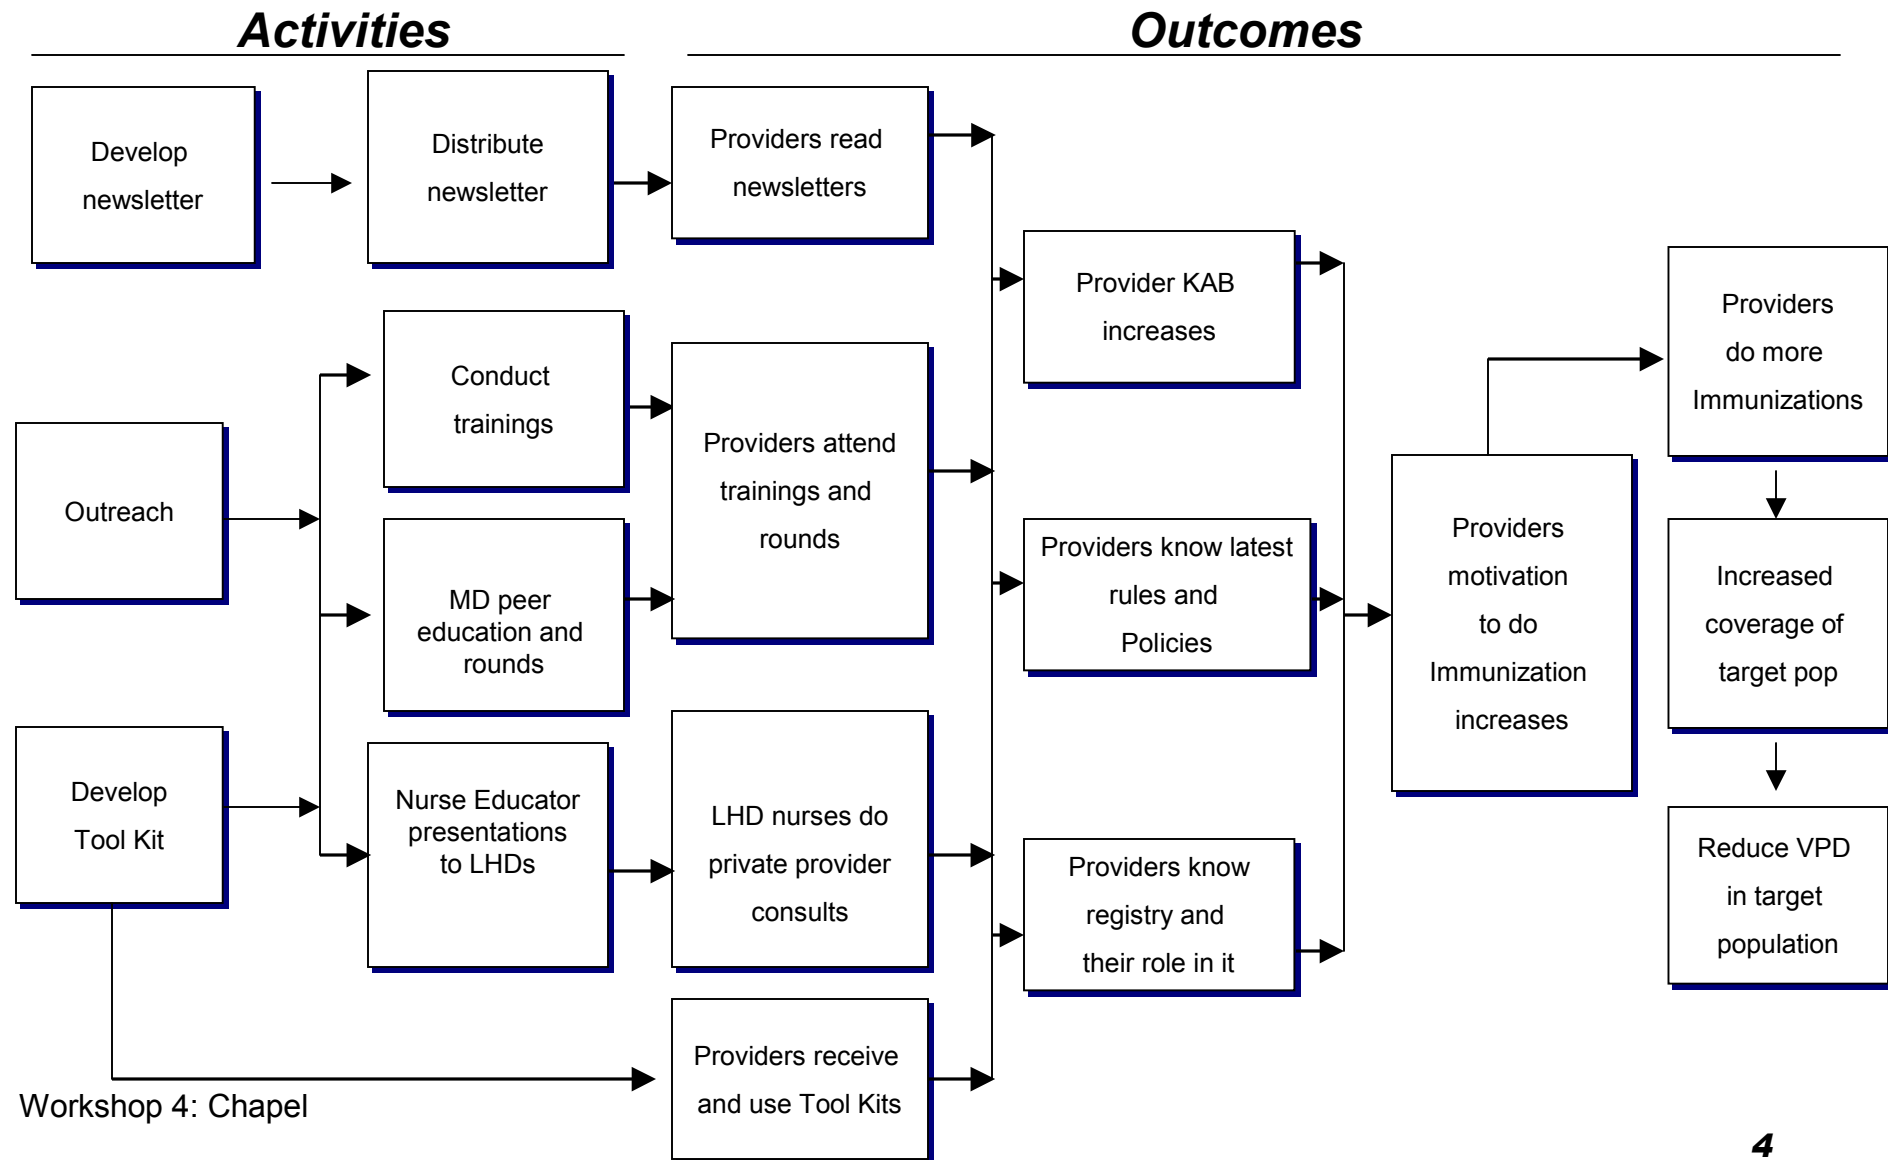 Activities
Outcomes
Develop
newsletter
Distribute
newsletter
Providers read
newsletters
Outreach
Conduct
trainings
MD peer
education and
rounds
Providers attend
trainings and
rounds
Develop
Tool Kit
Nurse Educator
presentations
to LHDs
LHD nurses do
private provider
consults
Providers receive
and use Tool Kits
Provider KAB
increases
Providers know latest
rules and
Policies
Providers know
registry and
their role in it
Providers
motivation
to do
Immunization
increases
Providers
do more
Immunizations
Increased
coverage of
target pop
Reduce VPD
in target
population
Workshop 4: Chapel
4